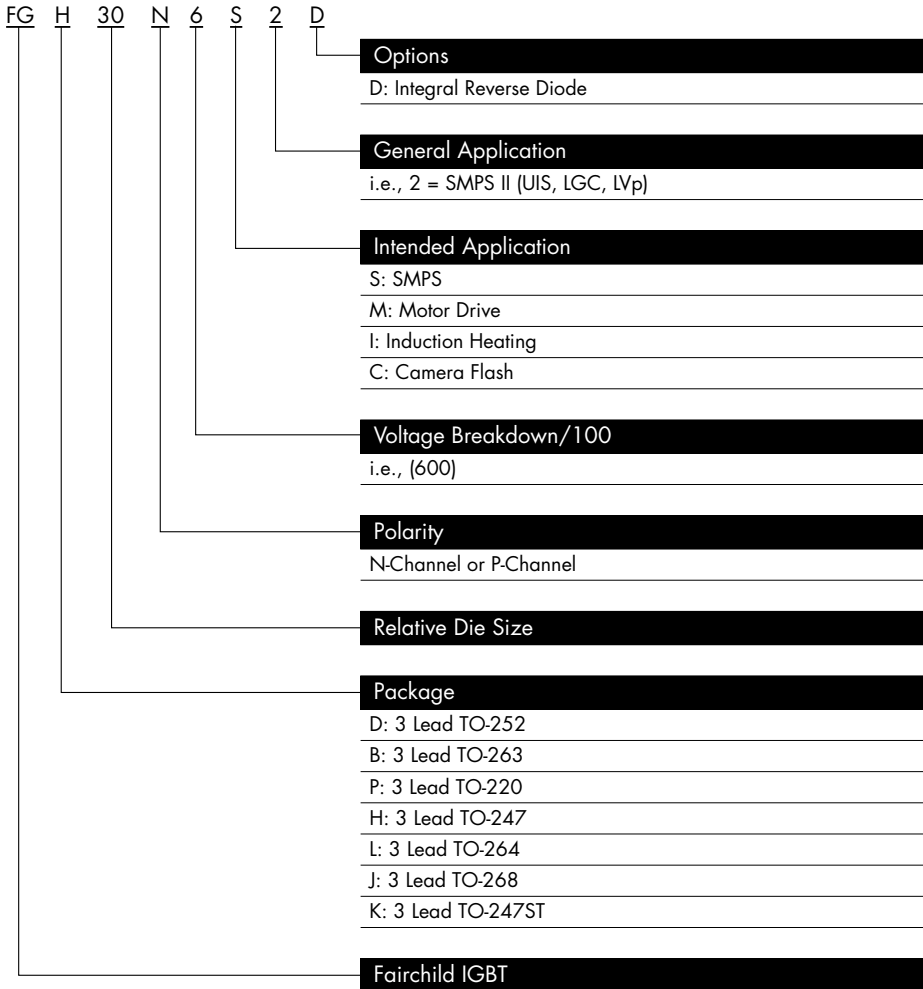 FG H 30 N 6 S 2 D
Options
D: Integral Reverse Diode
General Application
i.e., 2 = SMPS II (UIS, LGC, LVp)
Intended Application
S: SMPS
M: Motor Drive
I: Induction Heating
C: Camera Flash
Voltage Breakdown/100
i.e., (600)
Polarity
N-Channel or P-Channel
Relative Die Size
Package
D: 3 Lead TO-252
B: 3 Lead TO-263
P: 3 Lead TO-220
H: 3 Lead TO-247
L: 3 Lead TO-264
J: 3 Lead TO-268
K: 3 Lead TO-247ST
Fairchild IGBT